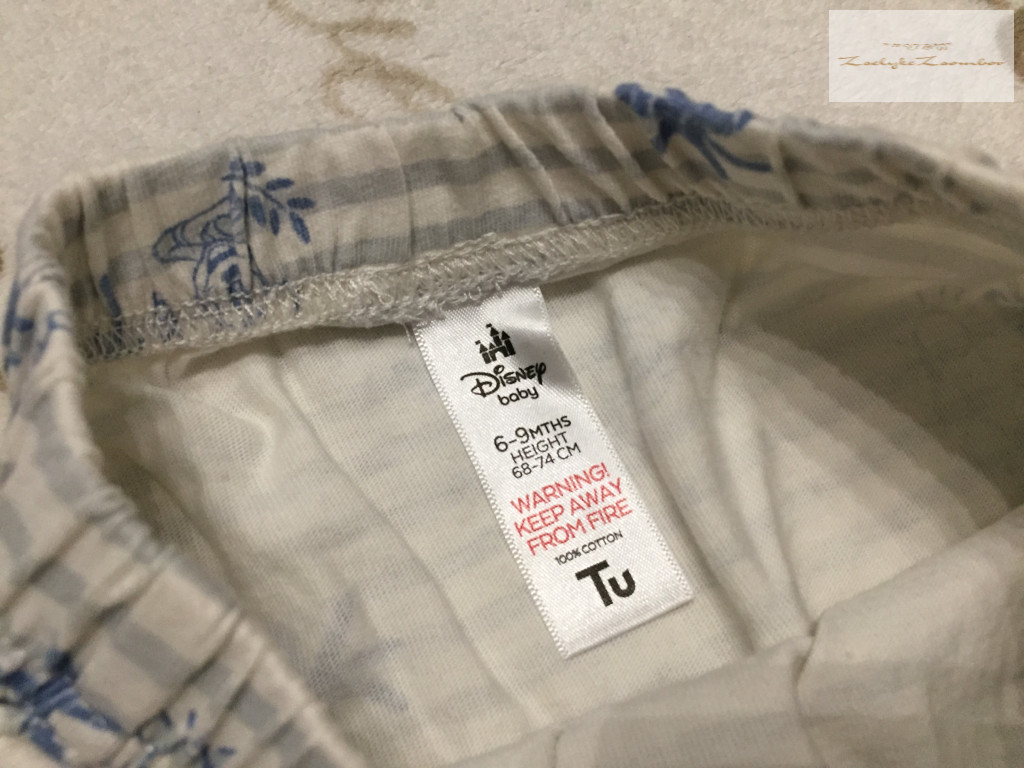 Disney
baby
6-9MTHS
HEIGHT
68-74 CM
WARNING!
KEEP AWAY
FROM FIRE
100% COTTON
Tu